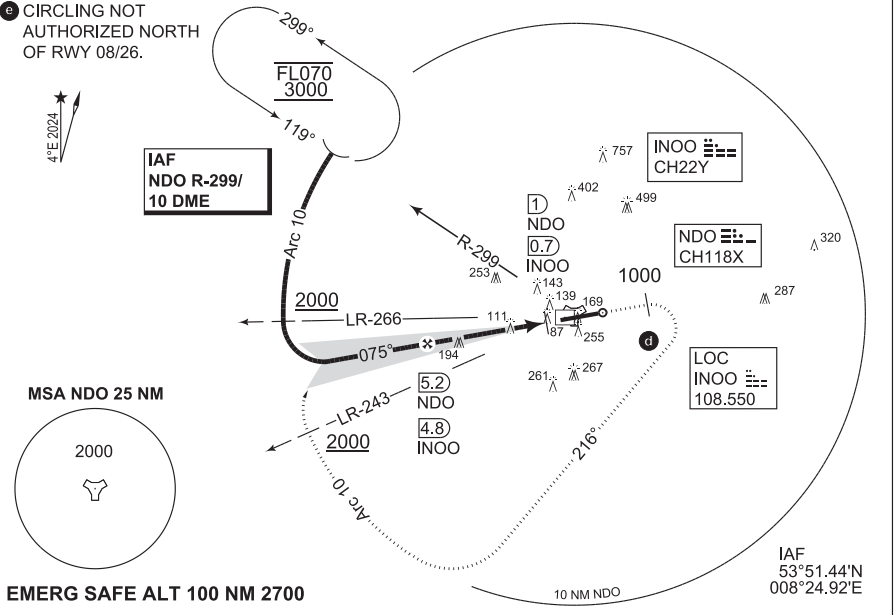 e CIRCLING NOT
AUTHORIZED NORTH
OF RWY 08/26.
4°E 2024
299°
FL070
3000
119°
IAF
NDO R-299/
10 DME
Arc 10
757
402
499
INOO
CH22Y
1
NDO
0.7
INOO
R-299
253
143
139
169
NDO
CH118X
320
287
1000
2000
LR-266
111
87
255
d
075°
194
LOC
INOO
108.550
5.2
NDO
261
267
LR-243
4.8
INOO
2000
MSA NDO 25 NM
2000
216°
Arc 10
IAF
53°51.44'N
008°24.92'E
EMERG SAFE ALT 100 NM 2700
10 NM NDO